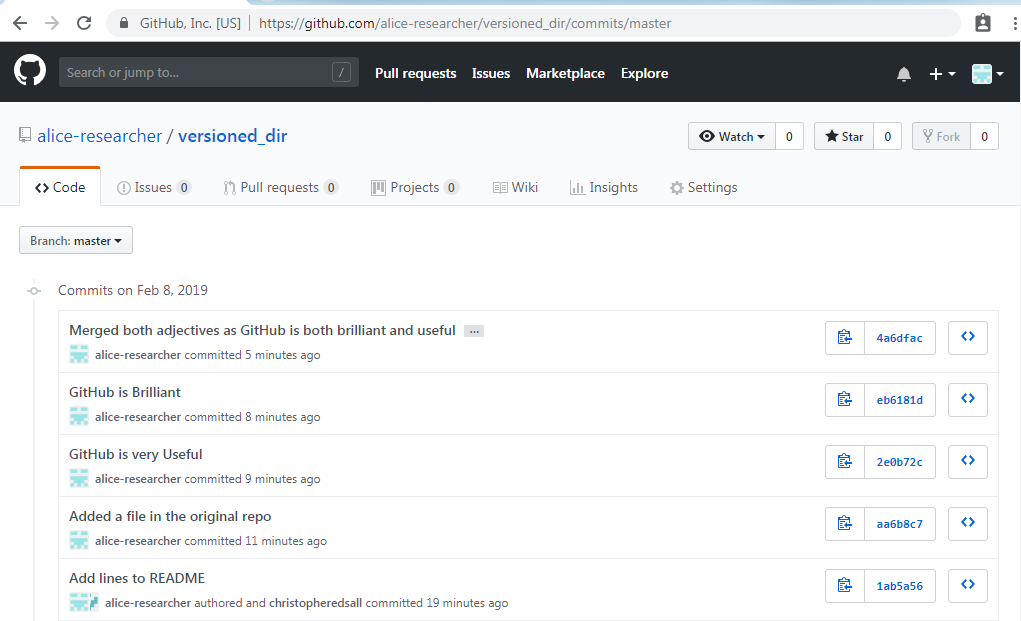 GitHub, Inc. [US] | https://github.com/alice-researcher/versioned_dir/commits/master
Search or jump to... / Pull requests Issues Marketplace Explore
alice-researcher / versioned_dir Watch 0 Star 0 Fork 0
Code Issues 0 Pull requests 0 Projects 0 Wiki Insights Settings
Branch: master
Commits on Feb 8, 2019
Merged both adjectives as GitHub is both brilliant and useful ... 4a6dfac
alice-researcher committed 5 minutes ago
GitHub is Brilliant eb6181d
alice-researcher committed 8 minutes ago
GitHub is very Useful 2e0b72c
alice-researcher committed 9 minutes ago
Added a file in the original repo aa6b8c7
alice-researcher committed 11 minutes ago
Add lines to README 1ab5a56
alice-researcher authored and christopheredsall committed 19 minutes ago